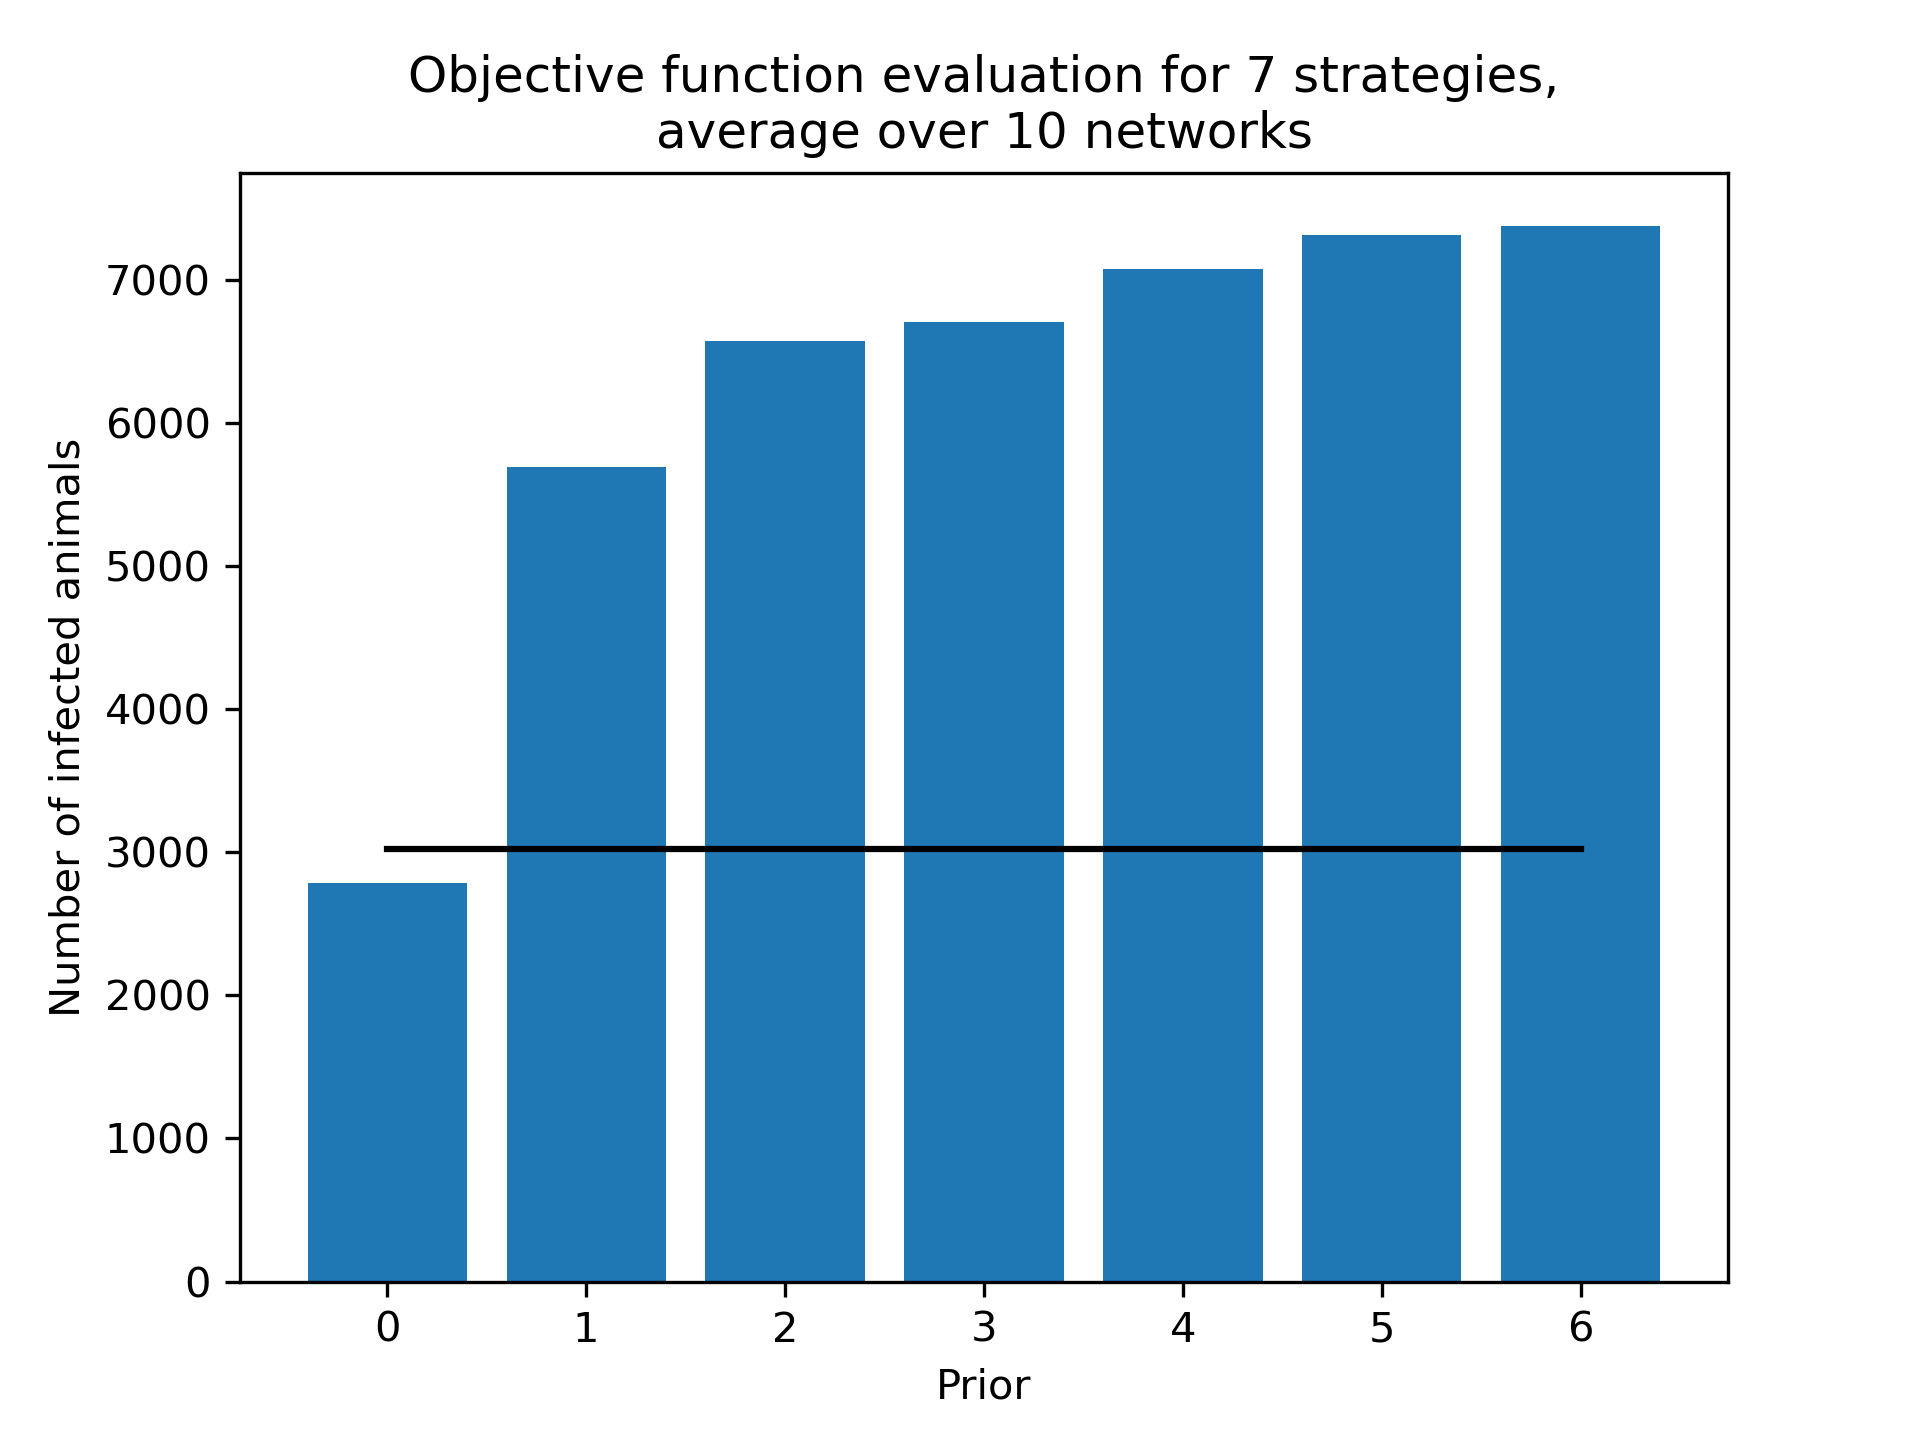 Objective function evaluation for 7 strategies,
average over 10 networks
Number of infected animals
7000
6000
5000
4000
3000
2000
1000
0
0 1 2 3 4 5 6
Prior